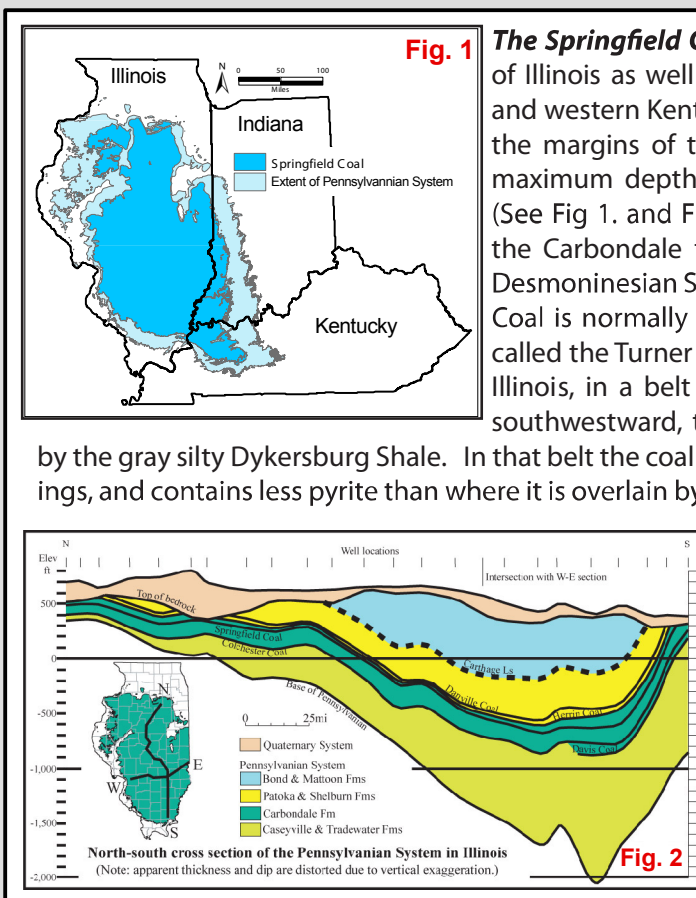 Fig. 1
Illinois
N
0 50 100
Miles
Indiana
Springfield Coal
Extent of Pennsylvannian System
Kentucky
The Springfield C
of Illinois as well
and western Kent
the margins of t
maximum depth
(See Fig 1. and F
the Carbondale
Desmoninesian S
Coal is normally
called the Turner
Illinois, in a belt
southwestward, t
by the gray silty Dykersburg Shale. In that belt the coal
ings, and contains less pyrite than where it is overlain by
N
Well locations
S
Elev
ft
Intersection with W-E section
500
0
-500
-1,000
-1,500
-2,000
Top of bedrock
Springfield Coal
Colchester Coal
Base of Pennsylvanian
Carthage Ls
Danville Coal
Herrin Coal
Davis Coal
N
E
W
S
0 25mi
Quaternary System
Pennsylvanian System
Bond & Mattoon Fms
Patoka & Shelburn Fms
Carbondale Fm
Caseyville & Tradewater Fms
North-south cross section of the Pennsylvanian System in Illinois
(Note: apparent thickness and dip are distorted due to vertical exaggeration.)
Fig. 2